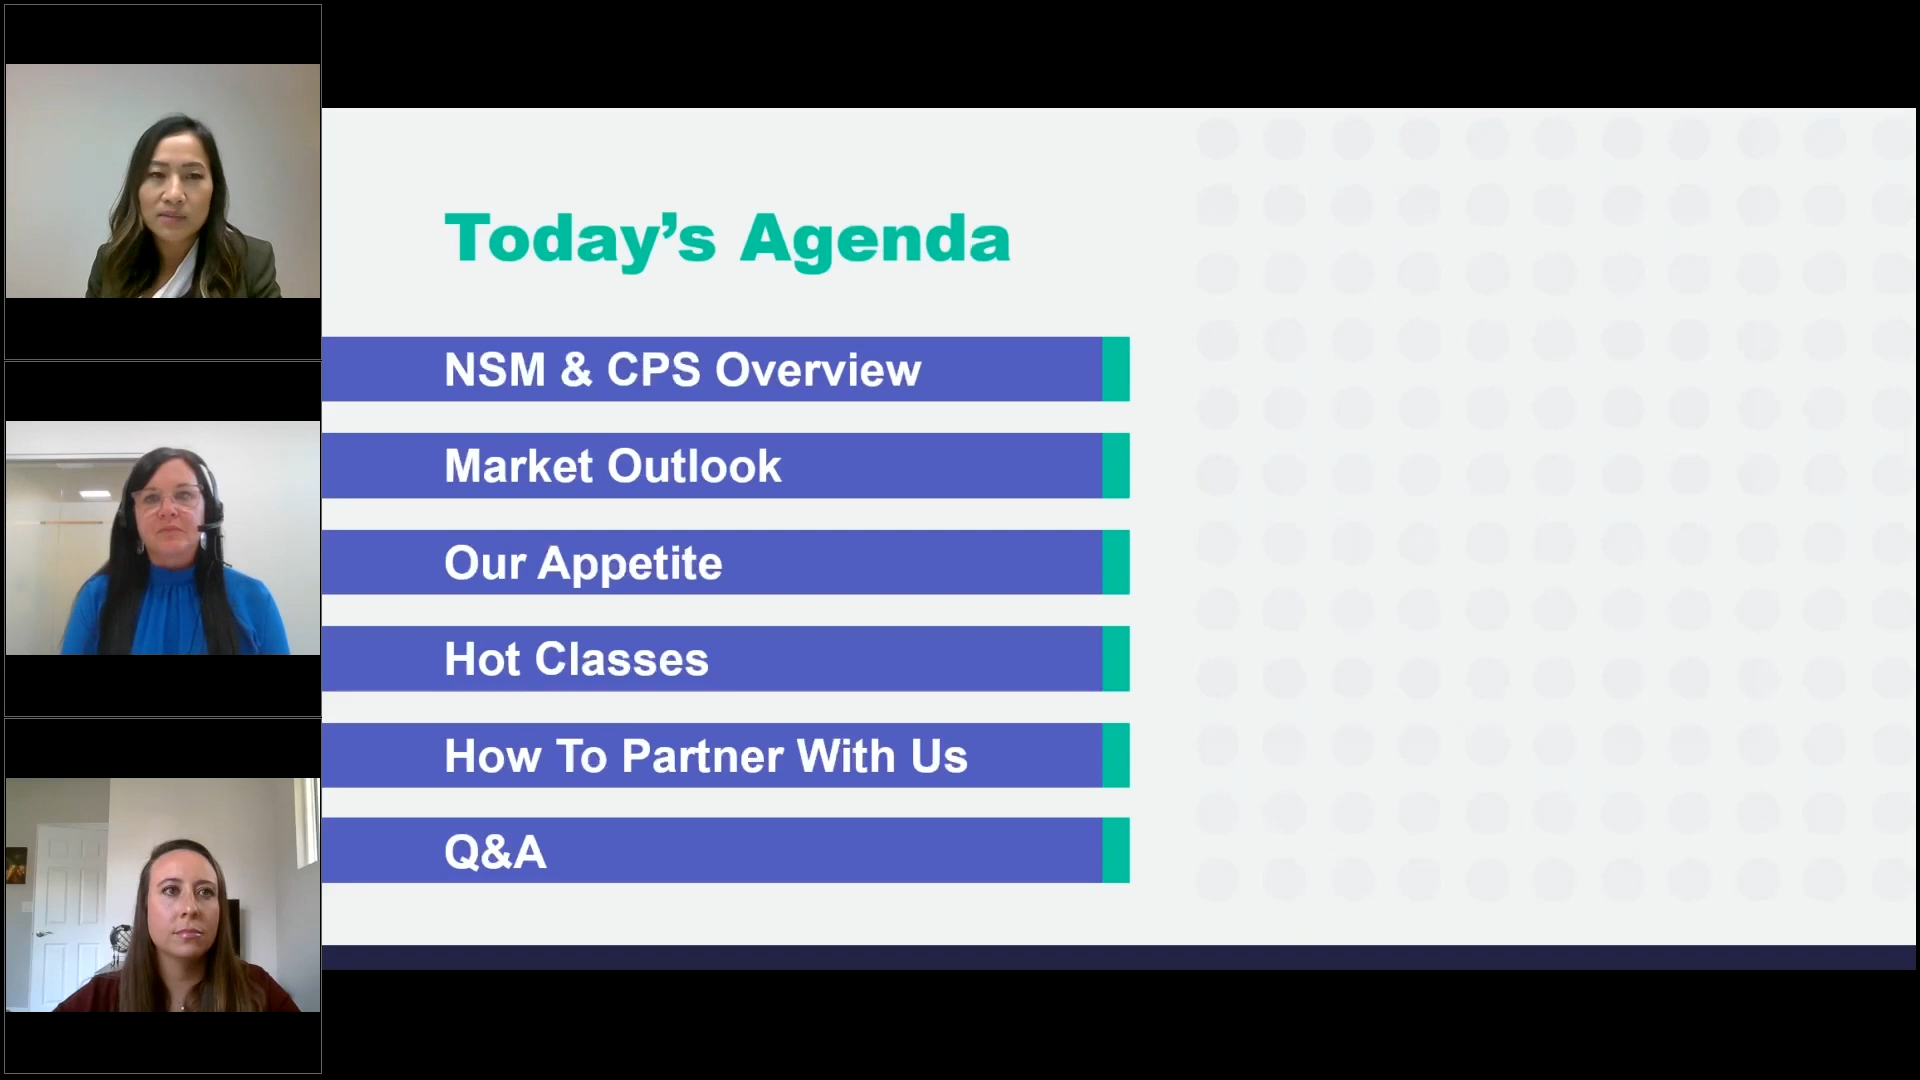 Today’s Agenda
NSM & CPS Overview
Market Outlook
Our Appetite
Hot Classes
How To Partner With Us
Q&A